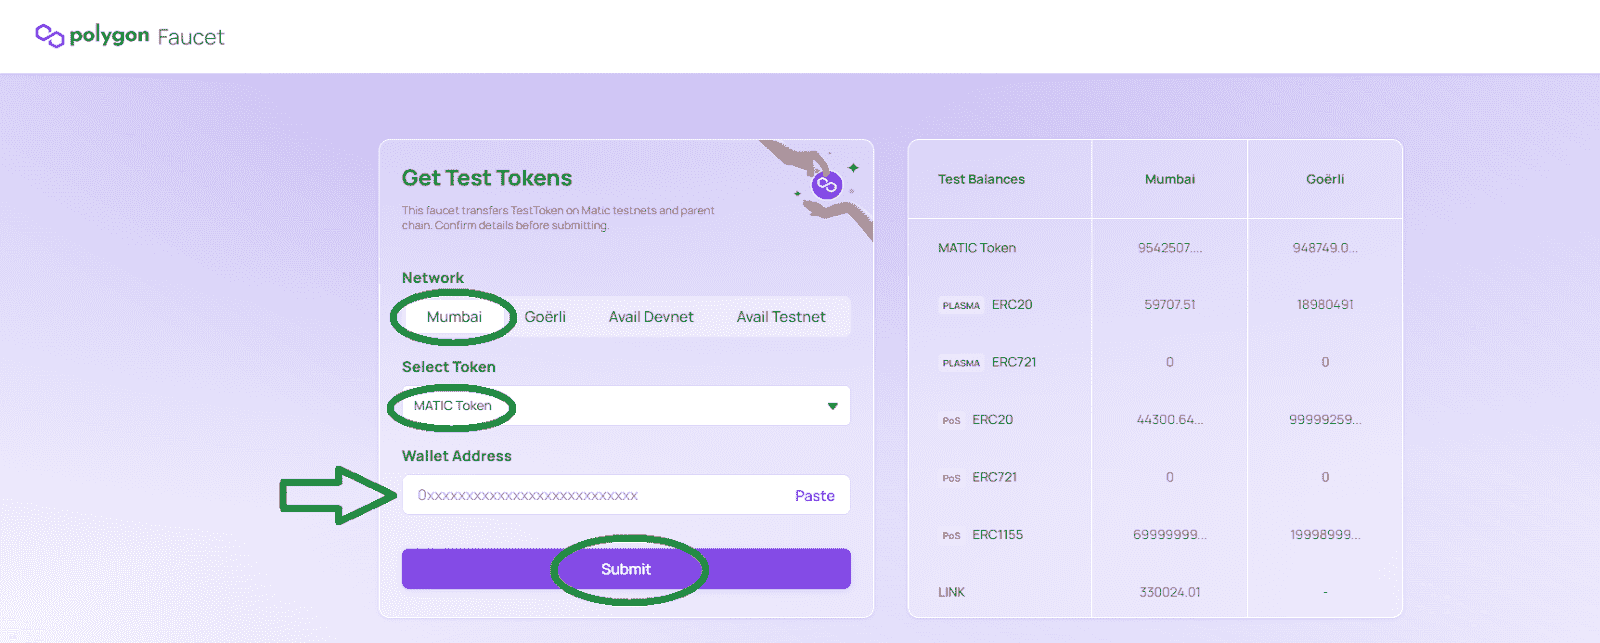 polygon Faucet
Get Test Tokens
This faucet transfers TestToken on Matic testnets and parent
chain. Confirm details before submitting.
Network
Mumbai Goërli Avail Devnet Avail Testnet
Select Token
MATIC Token
Wallet Address
0xxxxxxxxxxxxxxxxxxxxxxxxxxx Paste
Submit
Test Balances Mumbai Goërli
MATIC Token 9542507.... 948749.0...
PLASMA ERC20 59707.51 18980491
PLASMA ERC721 0 0
PoS ERC20 44300.64... 99999259...
PoS ERC721 0 0
PoS ERC1155 69999999... 19998999...
LINK 330024.01 -